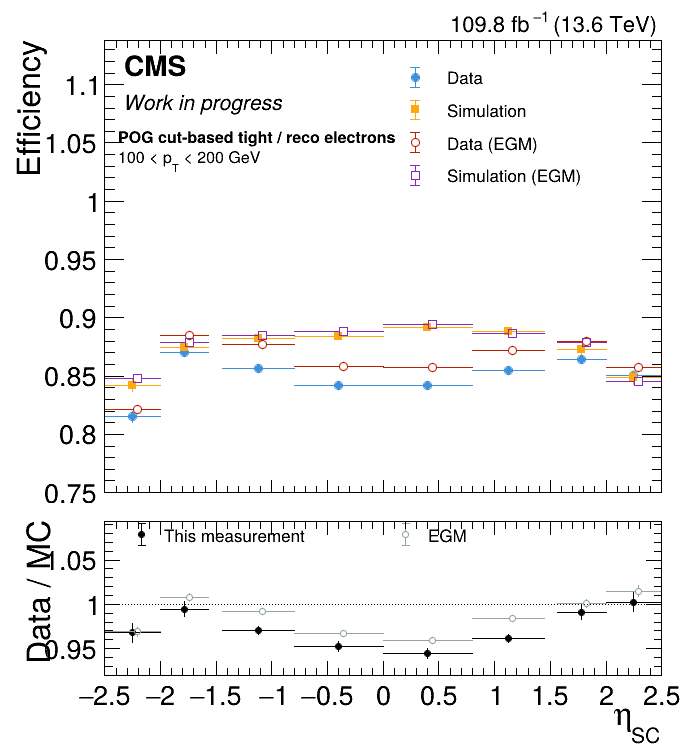 109.8 fb⁻¹ (13.6 TeV)
Efficiency
CMS
Work in progress
POG cut-based tight / reco electrons
100 < p_T < 200 GeV
Data
Simulation
Data (EGM)
Simulation (EGM)
1.1
1.05
1
0.95
0.9
0.85
0.8
0.75
Data / MC
This measurement
EGM
1.05
1
0.95
−2.5 −2 −1.5 −1 −0.5 0 0.5 1 1.5 2 2.5
η_SC